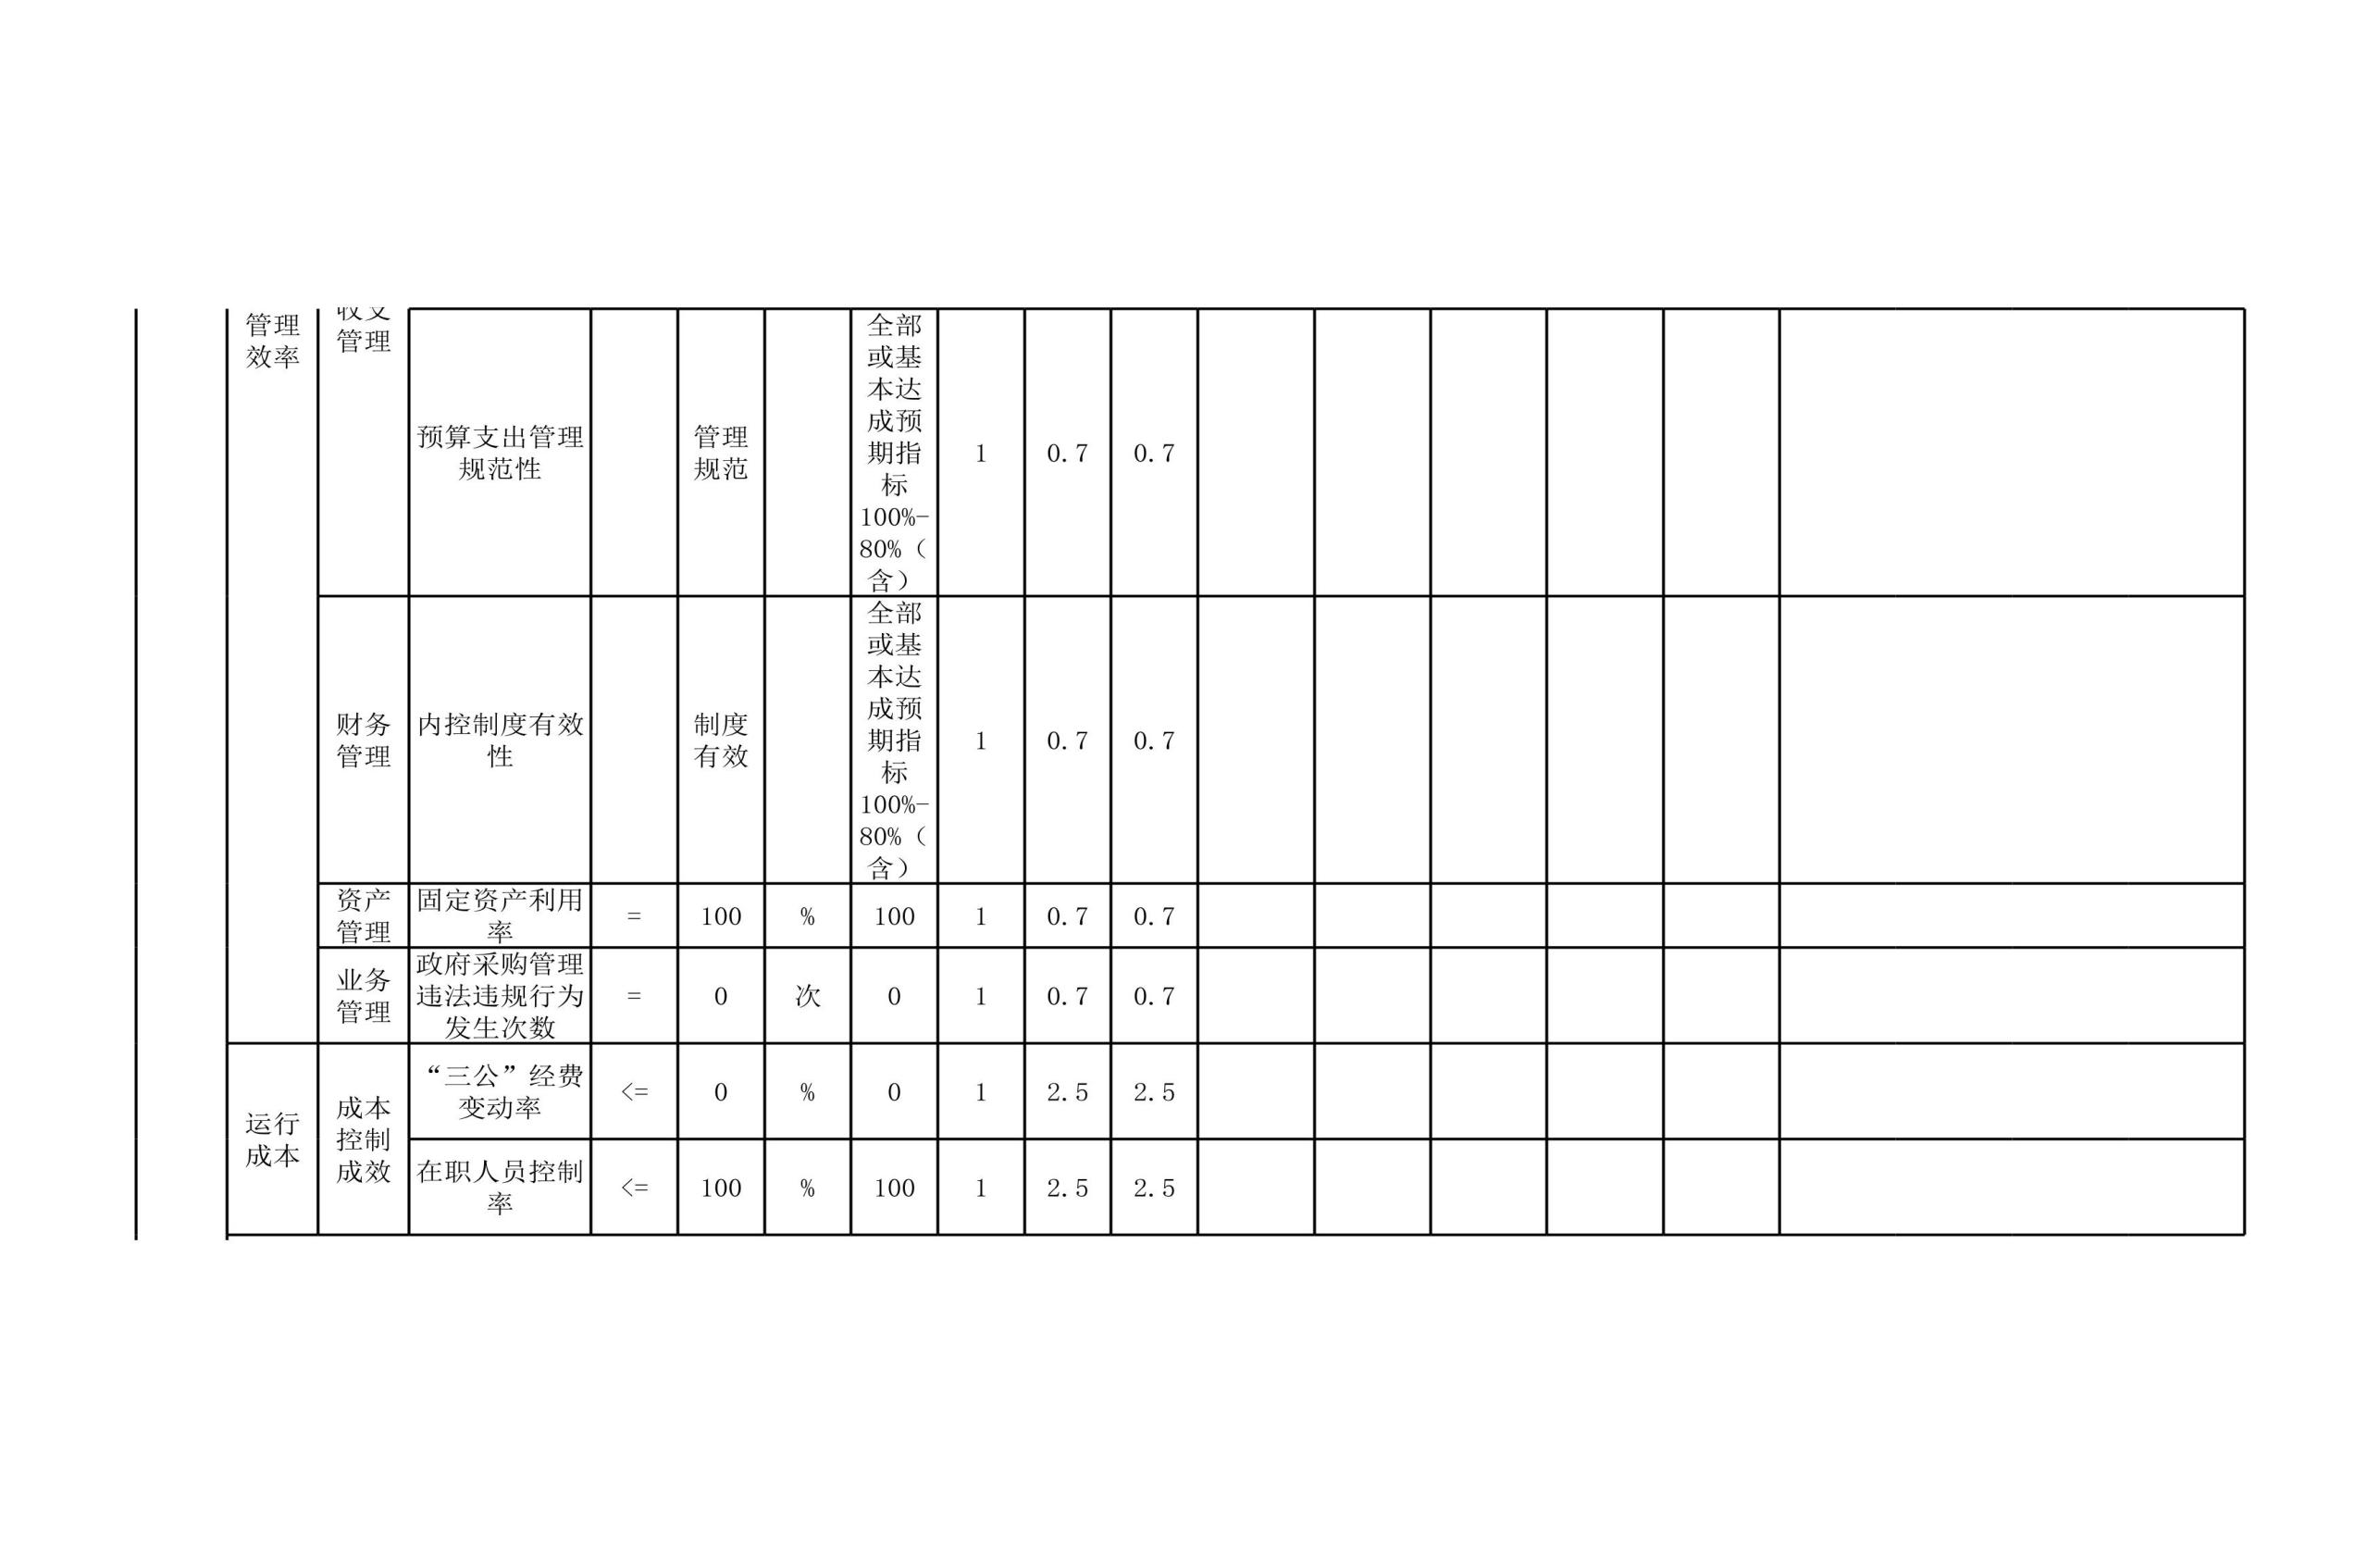 管理
效率
收支
管理
预算支出管理
规范性
管理
规范
全部
或基
本达
成预
期指
标
100%-
80%（
含）
1
0.7
0.7
财务
管理
内控制度有效
性
制度
有效
全部
或基
本达
成预
期指
标
100%-
80%（
含）
1
0.7
0.7
资产
管理
固定资产利用
率
=
100
%
100
1
0.7
0.7
业务
管理
政府采购管理
违法违规行为
发生次数
=
0
次
0
1
0.7
0.7
运行
成本
成本
控制
成效
“三公”经费
变动率
<=
0
%
0
1
2.5
2.5
在职人员控制
率
<=
100
%
100
1
2.5
2.5